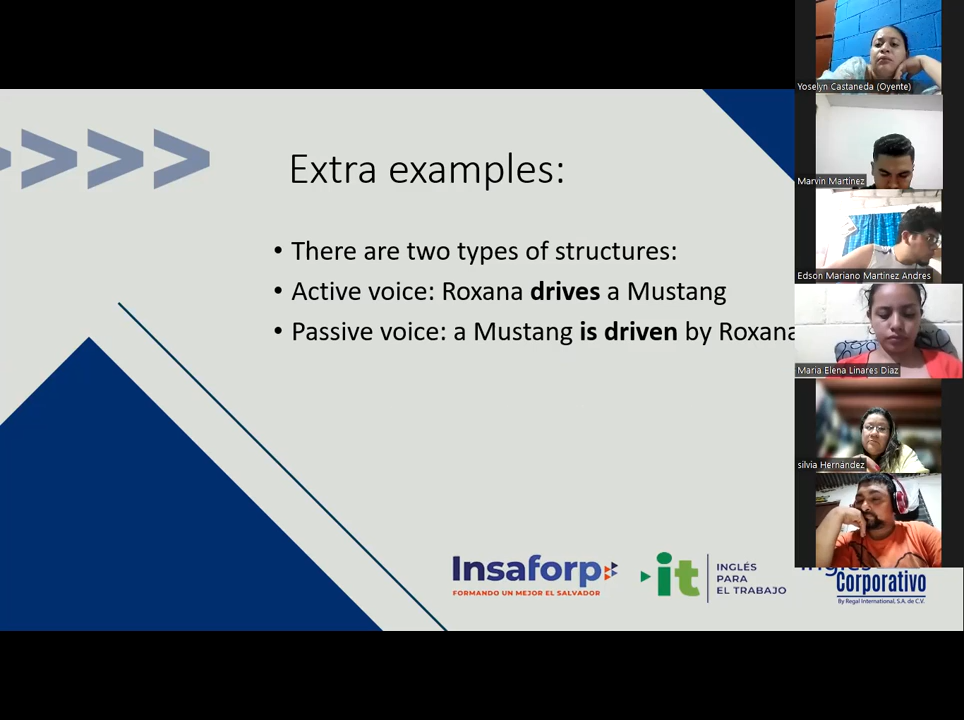 Extra examples:
• There are two types of structures:
• Active voice: Roxana drives a Mustang
• Passive voice: a Mustang is driven by Roxana
Insaforp
FORMANDO UN MEJOR EL SALVADOR
it
INGLÉS
PARA
EL TRABAJO
Corporativo
By Regal International, S.A. de C.V.
Yoselyn Castaneda (Oyente)
Marvin Martinez
Edson Mariano Martinez Andres
Maria Elena Linares Diaz
silvia Hernández